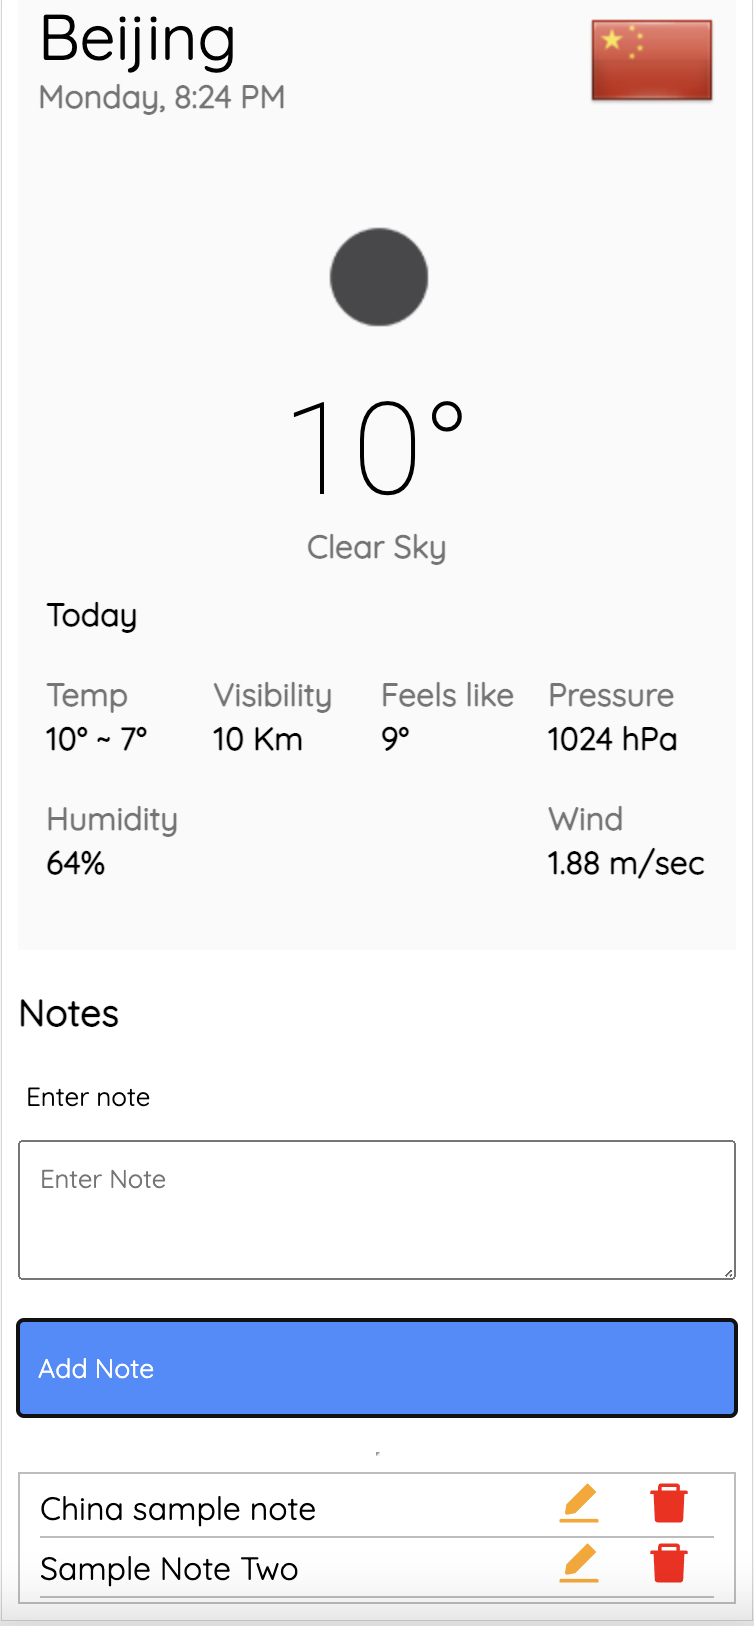 Beijing
Monday, 8:24 PM
10°
Clear Sky
Today
Temp Visibility Feels like Pressure
10° ~ 7° 10 Km 9° 1024 hPa
Humidity Wind
64% 1.88 m/sec
Notes
Enter note
Enter Note
Add Note
China sample note
Sample Note Two